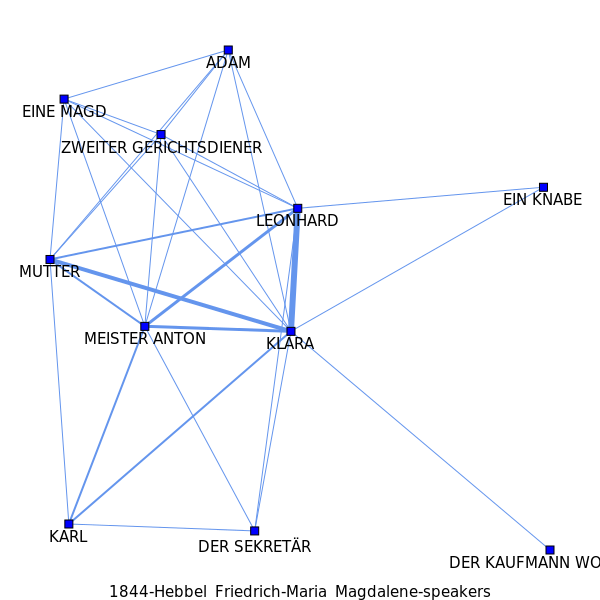 ADAM
EINE MAGD
ZWEITER GERICHTSDIENER
EIN KNABE
LEONHARD
MUTTER
MEISTER ANTON
KLARA
KARL
DER SEKRETÄR
DER KAUFMANN WO
1844-Hebbel_Friedrich-Maria_Magdalene-speakers